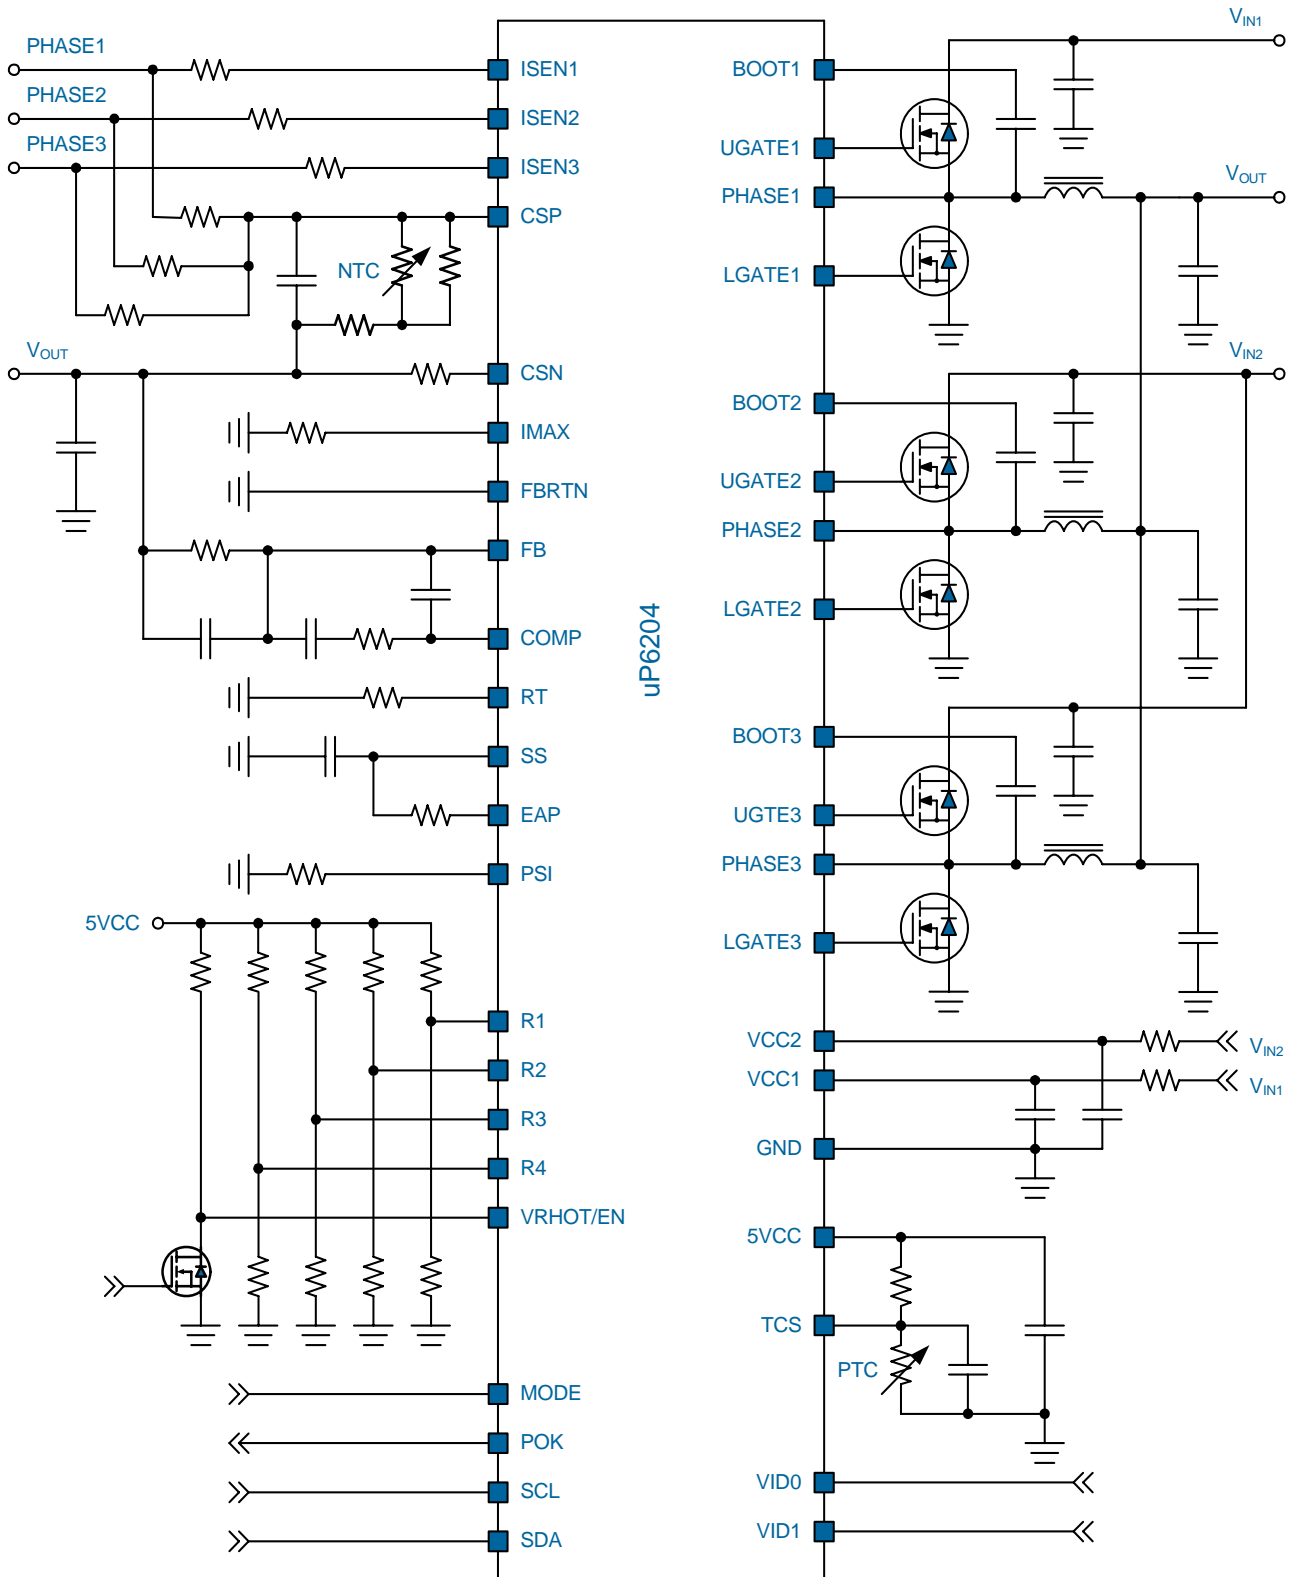 PHASE1
PHASE2
PHASE3
ISEN1
ISEN2
ISEN3
CSP
NTC
VOUT
CSN
IMAX
FBRTN
FB
COMP
RT
SS
EAP
PSI
5VCC
R1
R2
R3
R4
VRHOT/EN
MODE
POK
SCL
SDA
uP6204
VIN1
BOOT1
UGATE1
VOUT
PHASE1
LGATE1
VIN2
BOOT2
UGATE2
PHASE2
LGATE2
BOOT3
UGTE3
PHASE3
LGATE3
VCC2
VIN2
VCC1
VIN1
GND
5VCC
TCS
PTC
VID0
VID1